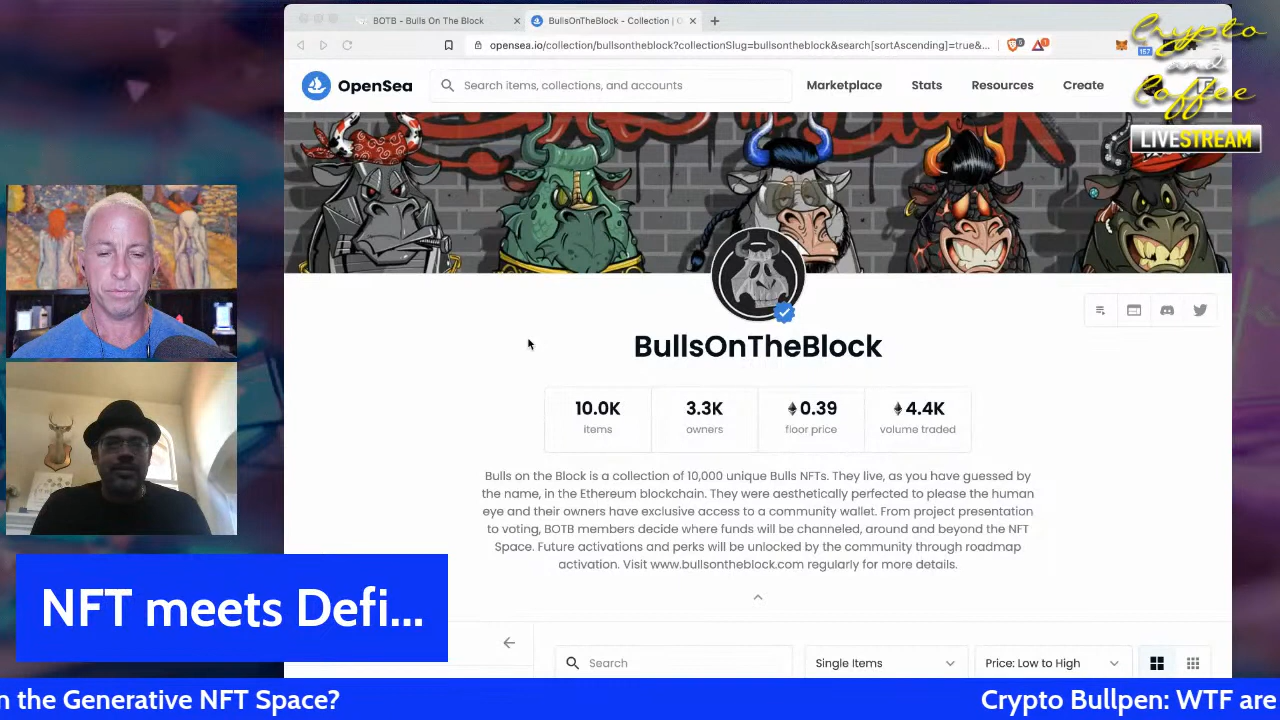 BOTB - Bulls On The Block
BullsOnTheBlock - Collection | O
opensea.io/collection/bullsontheblock?collectionSlug=bullsontheblock&search[sortAscending]=true&...
157
Crypto
and
Coffee
LIVESTREAM
OpenSea
Search items, collections, and accounts
Marketplace
Stats
Resources
Create
BullsOnTheBlock
10.0K
items
3.3K
owners
0.39
floor price
4.4K
volume traded
Bulls on the Block is a collection of 10,000 unique Bulls NFTs. They live, as you have guessed by
the name, in the Ethereum blockchain. They were aesthetically perfected to please the human
eye and their owners have exclusive access to a community wallet. From project presentation
to voting, BOTB members decide where funds will be channeled, around and beyond the NFT
Space. Future activations and perks will be unlocked by the community through roadmap
activation. Visit www.bullsontheblock.com regularly for more details.
NFT meets Defi...
Search
Single Items
Price: Low to High
n the Generative NFT Space?
Crypto Bullpen: WTF are